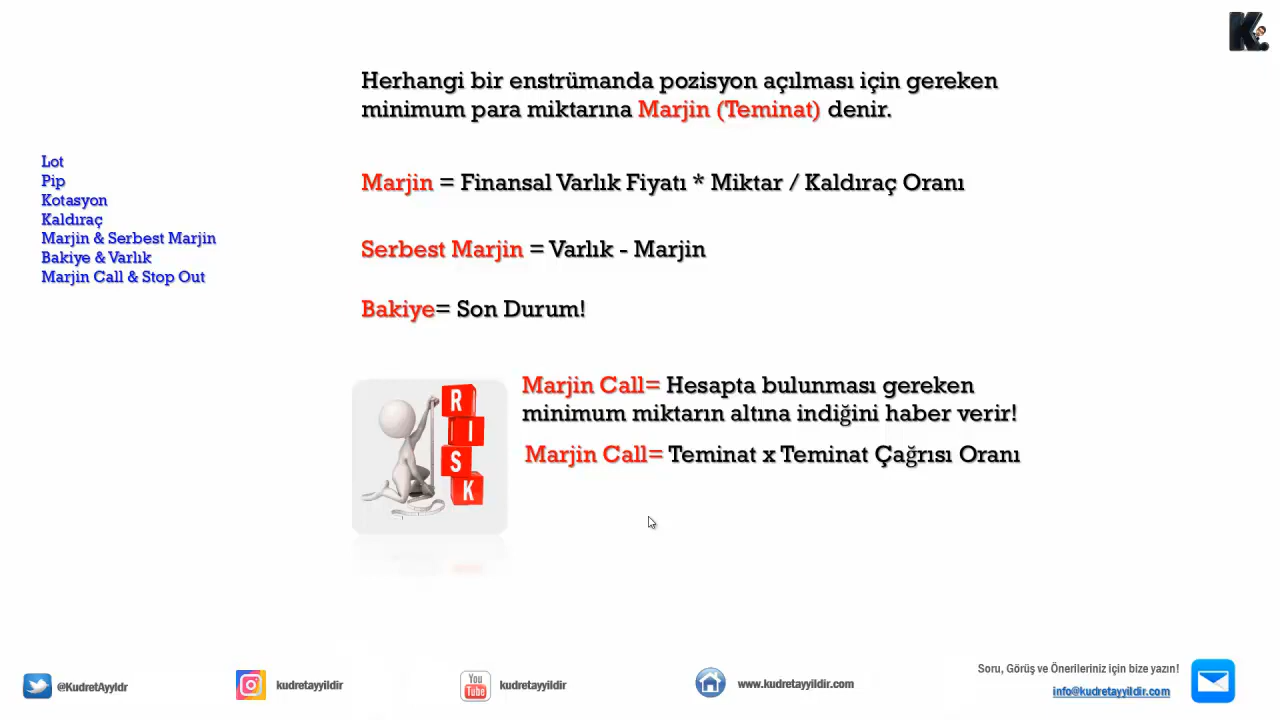 K.
Herhangi bir enstrümanda pozisyon açılması için gereken
minimum para miktarına Marjin (Teminat) denir.
Lot
Pip
Kotasyon
Kaldıraç
Marjin & Serbest Marjin
Bakiye & Varlık
Marjin Call & Stop Out
Marjin = Finansal Varlık Fiyatı * Miktar / Kaldıraç Oranı
Serbest Marjin = Varlık - Marjin
Bakiye= Son Durum!
R
I
S
K
Marjin Call= Hesapta bulunması gereken
minimum miktarın altına indiğini haber verir!
Marjin Call= Teminat x Teminat Çağrısı Oranı
@KudretAyyldr
kudretayyildir
You
Tube
kudretayyildir
www.kudretayyildir.com
Soru, Görüş ve Önerileriniz için bize yazın!
info@kudretayyildir.com